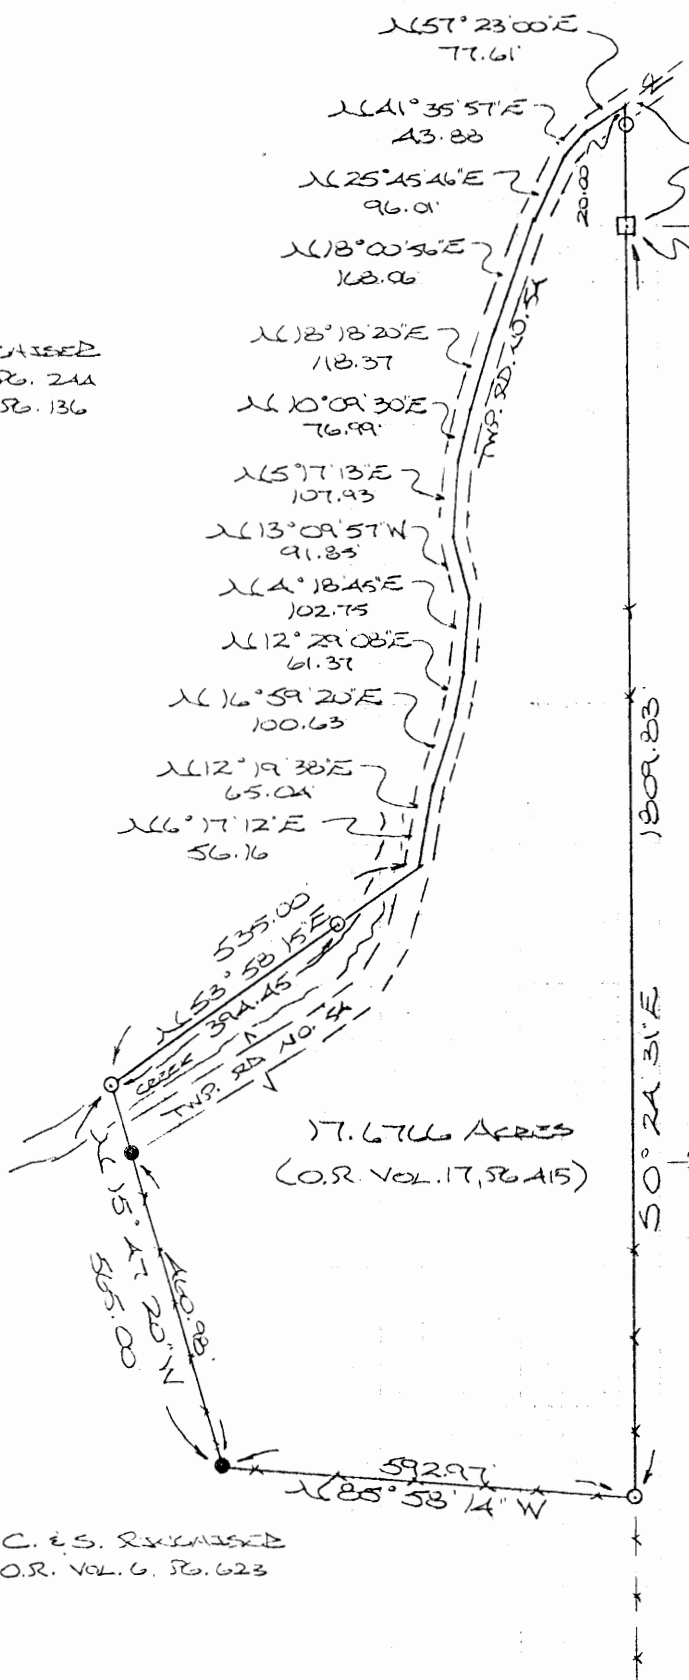 N57°23'00"E
77.61'
N41°35'57"E
43.88
N25°45'46"E
96.01'
20.00
N18°00'56"E
168.06
N18°18'20"E
118.37
PG. 244
PG. 136
TWP. RD. NO. 54
N10°09'30"E
76.99'
N5°17'13"E
107.93
N13°09'57"W
91.85'
N4°18'45"E
102.75
N12°29'08"E
61.37
N16°59'20"E
100.63
1809.83'
N12°19'38"E
65.04'
N6°17'12"E
56.16
535.00'
N53°58'15"E
394.45
CREEK
TWP. RD NO. 54
S0°24'31"E
17.6766 ACRES
(O.R. VOL. 17, PG 415)
N15°47'20"W
565.00
460.98'
592.97'
N85°58'14"W
C. & S.
O.R. VOL. 6, PG. 623